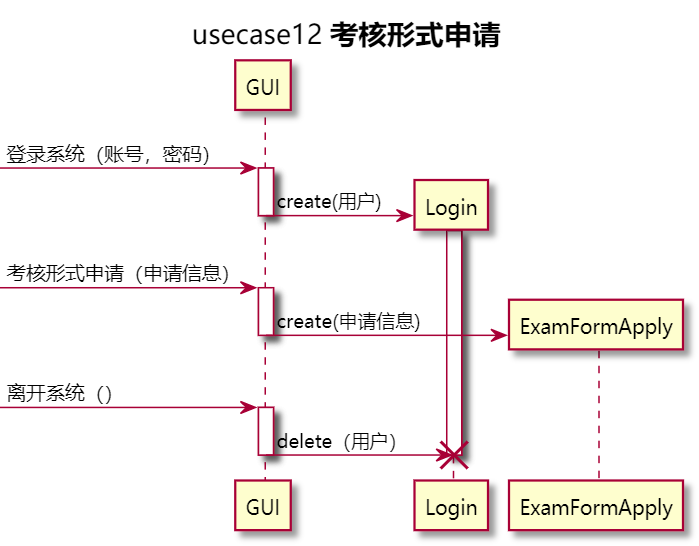 usecase12 考核形式申请
GUI
登录系统（账号，密码）
create(用户)
Login
考核形式申请（申请信息）
create(申请信息)
ExamFormApply
离开系统（）
delete（用户）
GUI
Login
ExamFormApply